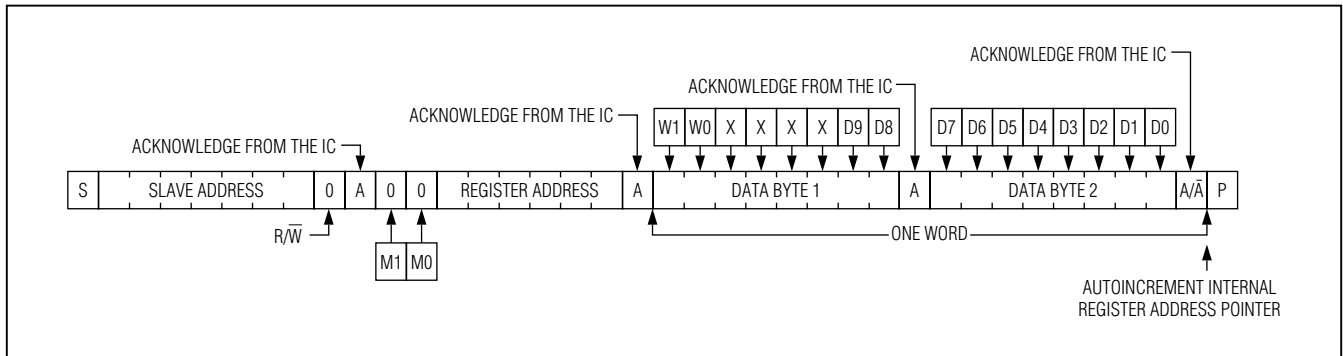 ACKNOWLEDGE FROM THE IC
ACKNOWLEDGE FROM THE IC
ACKNOWLEDGE FROM THE IC
W1 W0 X X X X D9 D8
D7 D6 D5 D4 D3 D2 D1 D0
ACKNOWLEDGE FROM THE IC
S SLAVE ADDRESS 0 A 0 0 REGISTER ADDRESS A DATA BYTE 1 A DATA BYTE 2 A/A̅ P
R/W̅
ONE WORD
M1 M0
AUTOINCREMENT INTERNAL
REGISTER ADDRESS POINTER